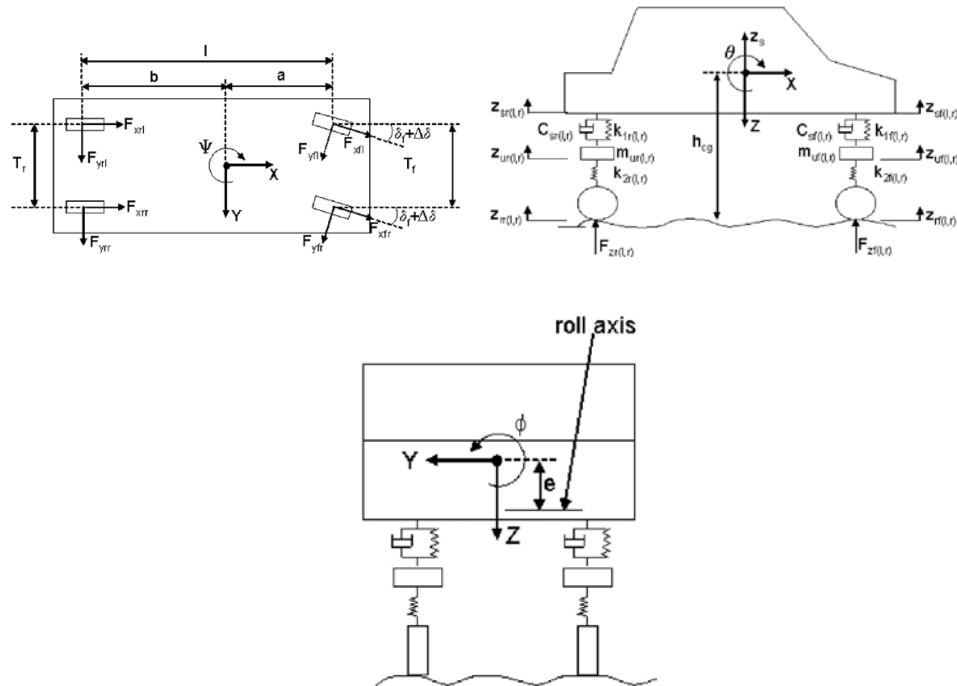 l
b a
F_xrl
F_yrl
T_r
F_xrr
F_yrr
Ψ
X
Y
F_yfl
F_xfl
δ_f+Δδ
T_f
F_yfr
F_xfr
δ_f+Δδ
z_s
θ
X
Z
h_cg
z_sr(l,r)
C_sr(l,r) k_1r(l,r)
z_ur(l,r) m_ur(l,r)
k_2r(l,r)
z_rr(l,r)
F_zr(l,r)
z_sf(l,r)
C_sf(l,r) k_1f(l,r)
m_uf(l,r) z_uf(l,r)
k_2f(l,r)
z_rf(l,r)
F_zf(l,r)
roll axis
ϕ
Y
e
Z